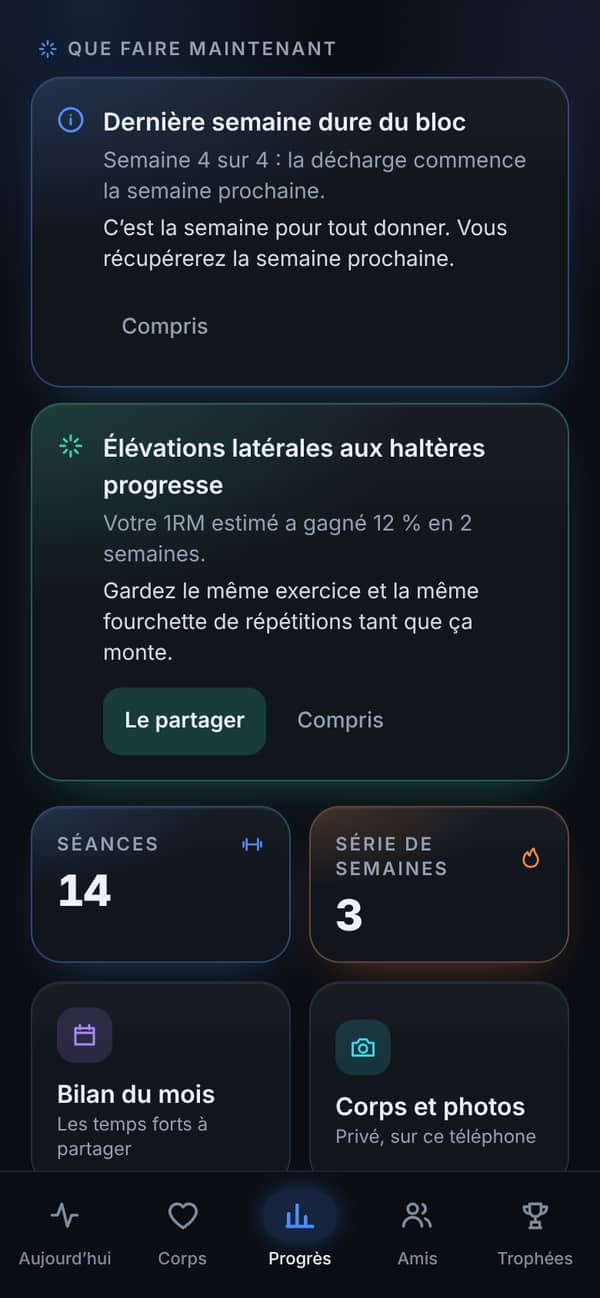 QUE FAIRE MAINTENANT
Dernière semaine dure du bloc
Semaine 4 sur 4 : la décharge commence
la semaine prochaine.
C’est la semaine pour tout donner. Vous
récupérerez la semaine prochaine.
Compris
Élévations latérales aux haltères
progresse
Votre 1RM estimé a gagné 12 % en 2
semaines.
Gardez le même exercice et la même
fourchette de répétitions tant que ça
monte.
Le partager
Compris
SÉANCES
14
SÉRIE DE
SEMAINES
3
Bilan du mois
Les temps forts à
partager
Corps et photos
Privé, sur ce téléphone
Aujourd’hui
Corps
Progrès
Amis
Trophées